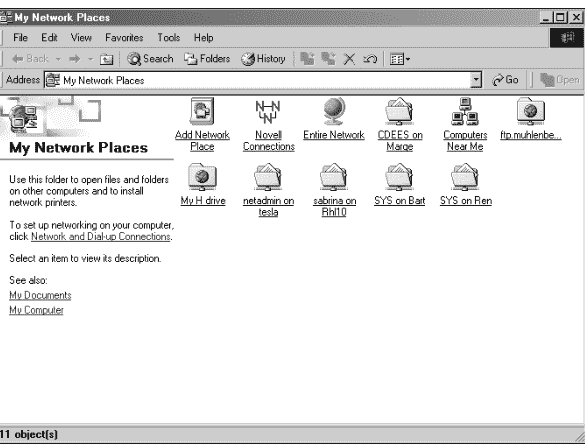 My Network Places
File Edit View Favorites Tools Help
Back Search Folders History
Address My Network Places Go Open
My Network Places
Use this folder to open files and folders
on other computers and to install
network printers.
To set up networking on your computer,
click Network and Dial-up Connections.
Select an item to view its description.
See also:
My Documents
My Computer
Add Network
Place
Novell
Connections
Entire Network
CDEES on
Marge
Computers
Near Me
ftp.muhlenbe...
My H drive
netadmin on
tesla
sabrina on
Rhl10
SYS on Bart
SYS on Ren
11 object(s)